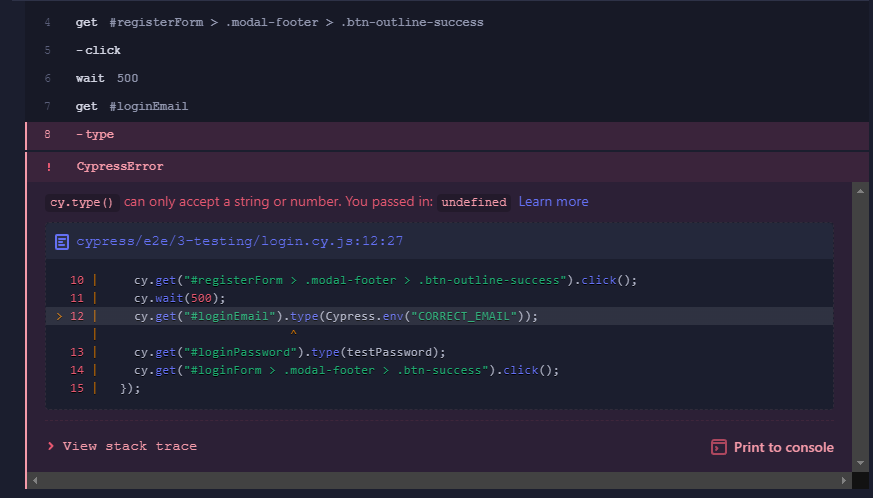 4 get #registerForm > .modal-footer > .btn-outline-success
5 -click
6 wait 500
7 get #loginEmail
8 -type
! CypressError
cy.type() can only accept a string or number. You passed in: undefined Learn more
cypress/e2e/3-testing/login.cy.js:12:27
10 | cy.get("#registerForm > .modal-footer > .btn-outline-success").click();
11 | cy.wait(500);
> 12 | cy.get("#loginEmail").type(Cypress.env("CORRECT_EMAIL"));
| ^
13 | cy.get("#loginPassword").type(testPassword);
14 | cy.get("#loginForm > .modal-footer > .btn-success").click();
15 | });
> View stack trace Print to console